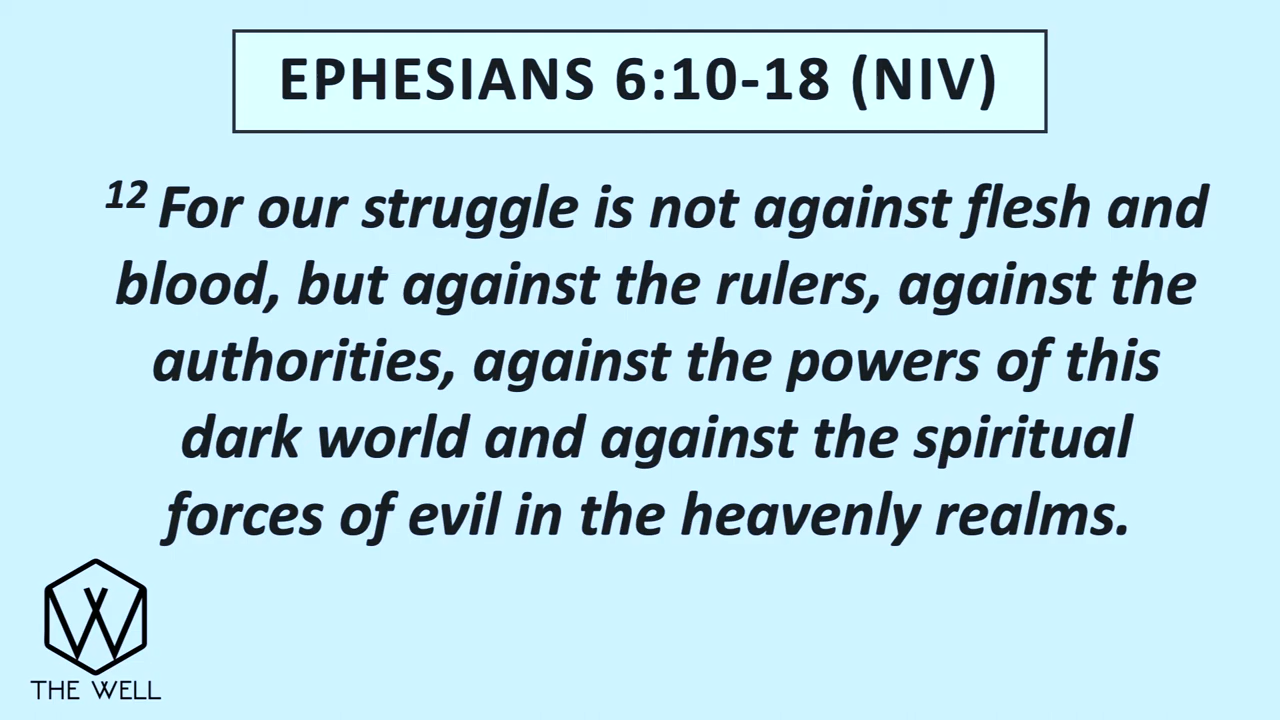 EPHESIANS 6:10-18 (NIV)
12 For our struggle is not against flesh and
blood, but against the rulers, against the
authorities, against the powers of this
dark world and against the spiritual
forces of evil in the heavenly realms.
W
THE WELL